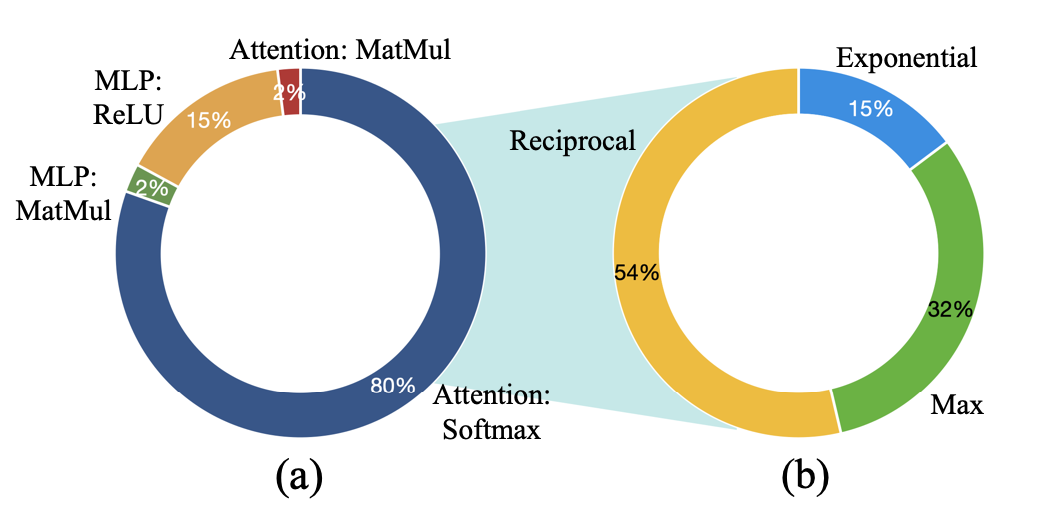 Attention: MatMul
MLP:
ReLU
2%
15%
MLP:
MatMul
2%
80%
Attention:
Softmax
(a)
Exponential
15%
Reciprocal
54%
32%
Max
(b)